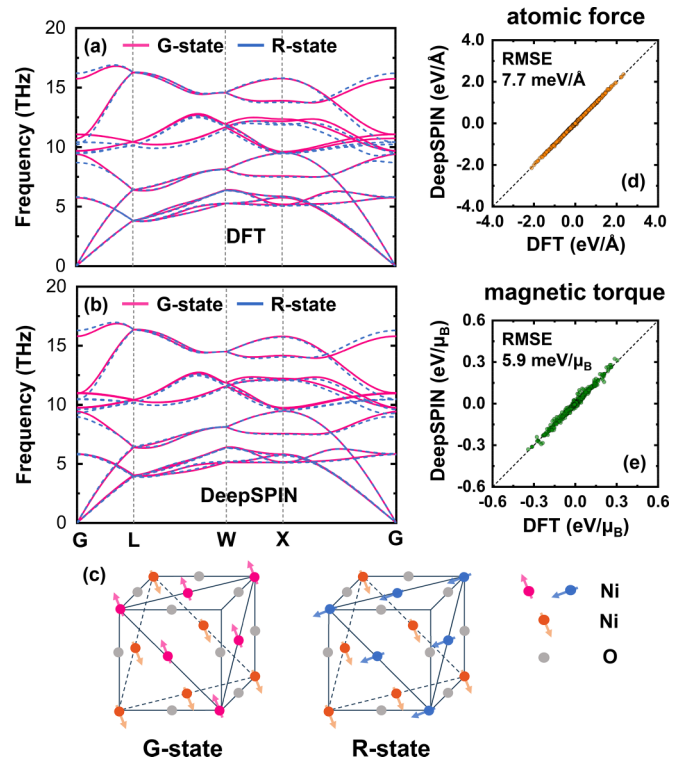 (a) G-state R-state
Frequency (THz)
20
15
10
5
0
DFT
(b) G-state R-state
Frequency (THz)
20
15
10
5
0
DeepSPIN
G L W X G
atomic force
DeepSPIN (eV/Å)
4.0
2.0
0.0
-2.0
-4.0
RMSE
7.7 meV/Å
(d)
-4.0 -2.0 0.0 2.0 4.0
DFT (eV/Å)
magnetic torque
DeepSPIN (eV/μB)
0.6
0.3
0.0
-0.3
-0.6
RMSE
5.9 meV/μB
(e)
-0.6 -0.3 0.0 0.3 0.6
DFT (eV/μB)
(c)
Ni
Ni
O
G-state R-state